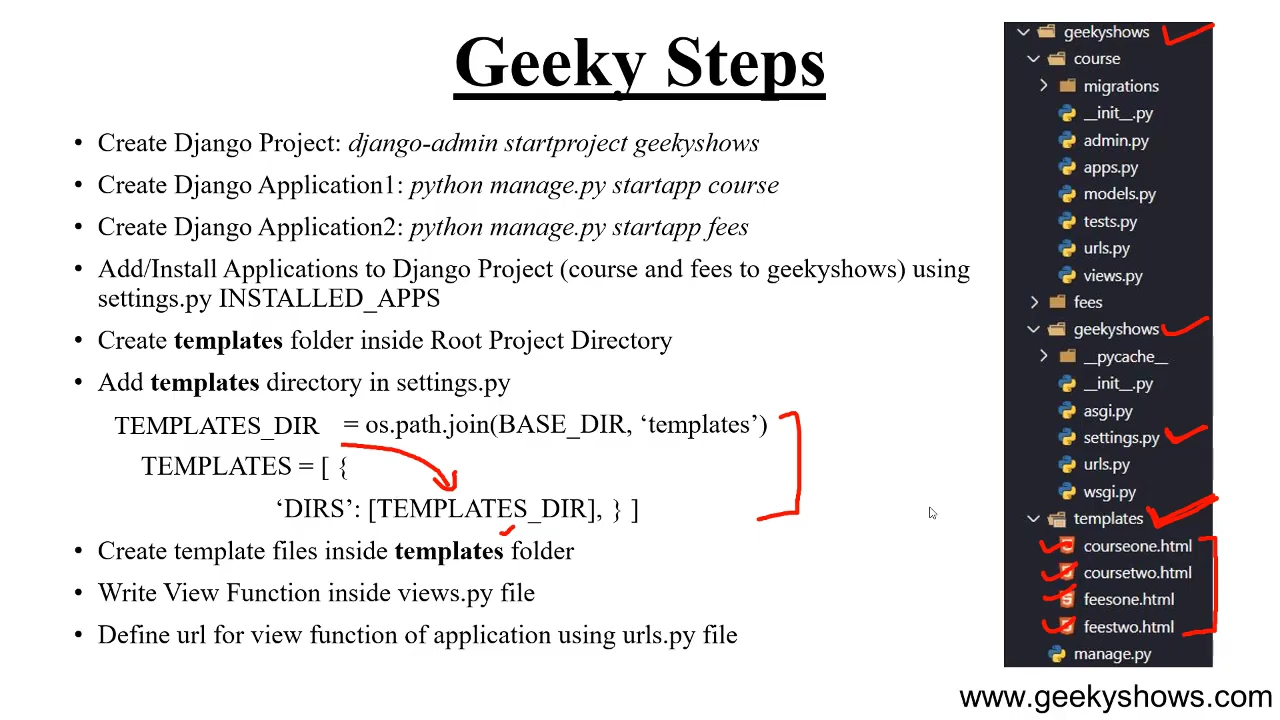 Geeky Steps
• Create Django Project: django-admin startproject geekyshows
• Create Django Application1: python manage.py startapp course
• Create Django Application2: python manage.py startapp fees
• Add/Install Applications to Django Project (course and fees to geekyshows) using
settings.py INSTALLED_APPS
• Create templates folder inside Root Project Directory
• Add templates directory in settings.py
TEMPLATES_DIR = os.path.join(BASE_DIR, ‘templates’)
TEMPLATES = [ {
‘DIRS’: [TEMPLATES_DIR], } ]
• Create template files inside templates folder
• Write View Function inside views.py file
• Define url for view function of application using urls.py file
geekyshows
course
migrations
__init__.py
admin.py
apps.py
models.py
tests.py
urls.py
views.py
fees
geekyshows
__pycache__
__init__.py
asgi.py
settings.py
urls.py
wsgi.py
templates
courseone.html
coursetwo.html
feesone.html
feestwo.html
manage.py
www.geekyshows.com